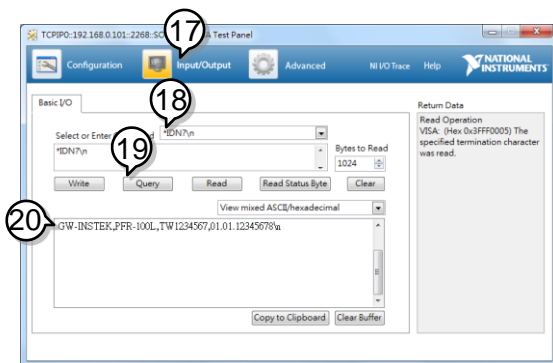 TCPIP0::192.168.0.101::2268::SOC A Test Panel
17
Configuration
Input/Output
Advanced
NI I/O Trace
Help
NATIONAL INSTRUMENTS
Basic I/O
18
Return Data
Select or Enter
*IDN?\n
19
*IDN?\n
Bytes to Read
1024
Write
Query
Read
Read Status Byte
Clear
Read Operation
VISA: (Hex 0x3FFF0005) The
specified termination character
was read.
View mixed ASCII/hexadecimal
20
GW-INSTEK,PFR-100L,TW1234567,01.01.12345678\n
Copy to Clipboard
Clear Buffer